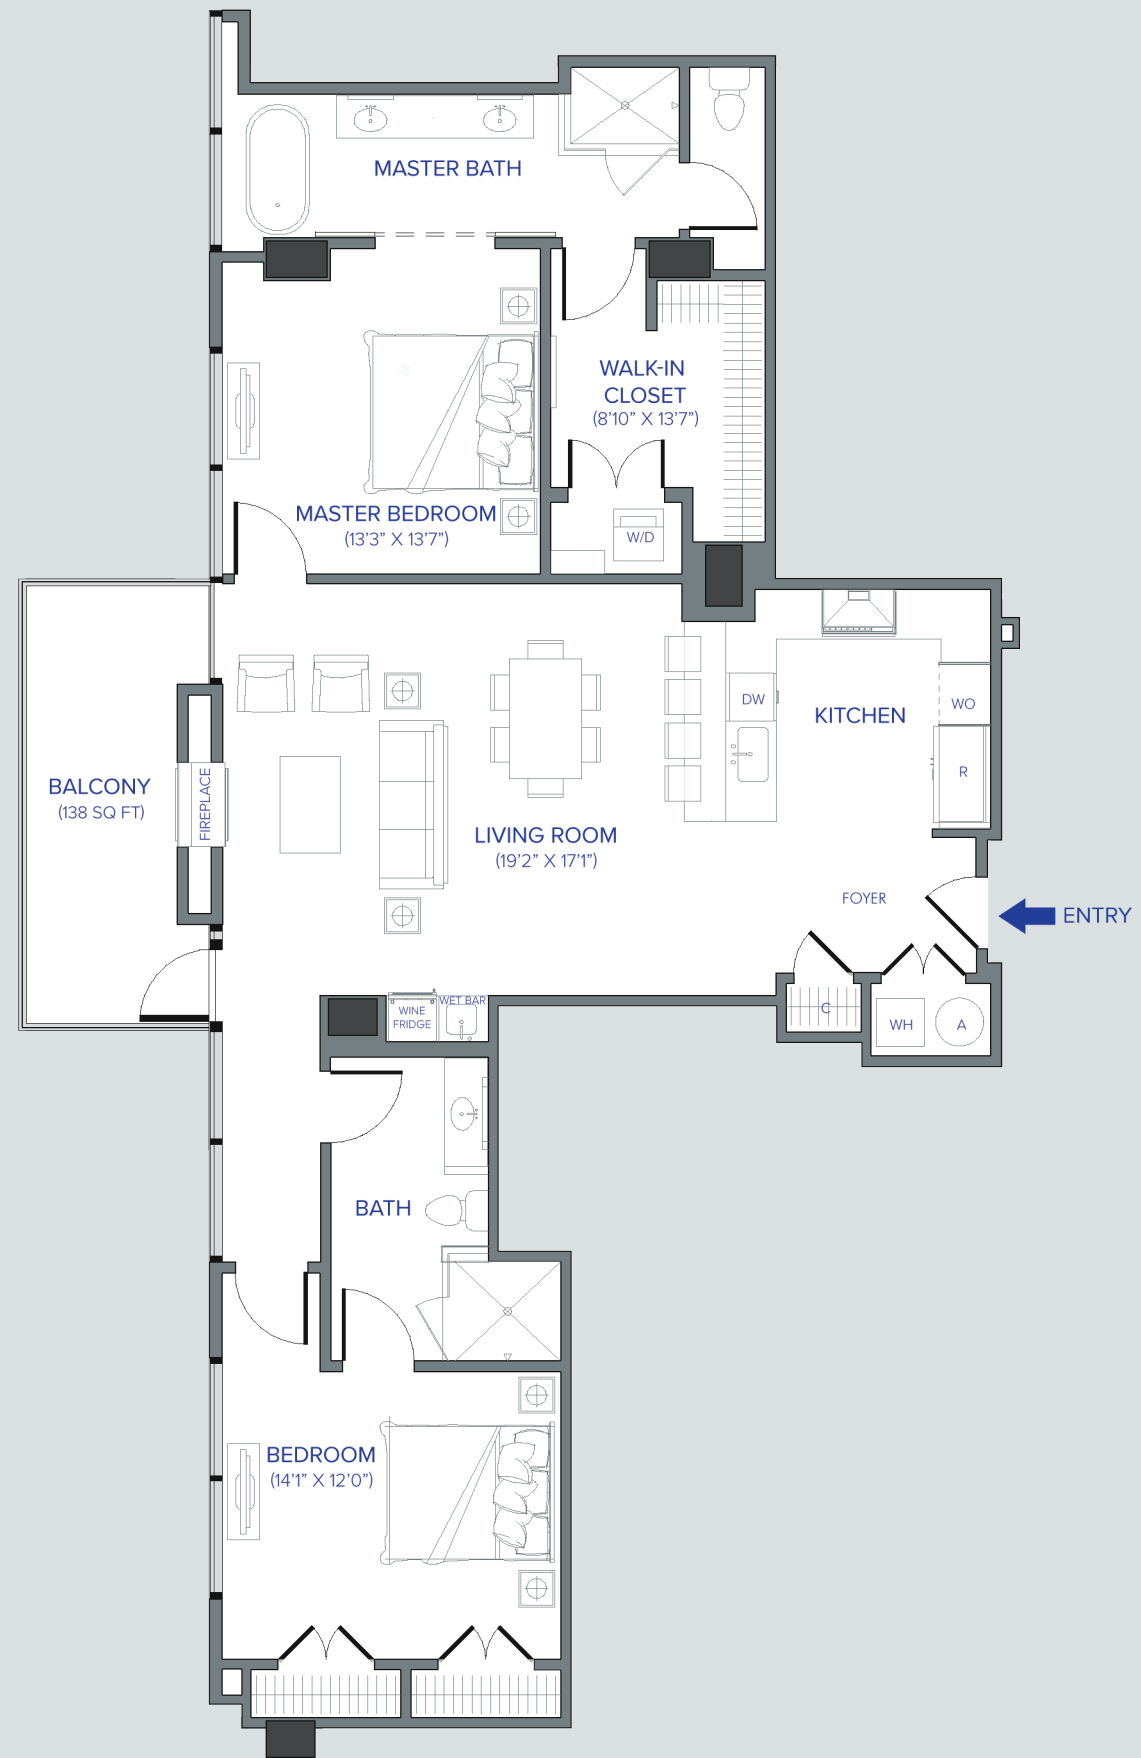 MASTER BATH
WALK-IN
CLOSET
(8'10" X 13'7")
MASTER BEDROOM
(13'3" X 13'7")
W/D
DW
WO
KITCHEN
R
BALCONY
(138 SQ FT)
FIREPLACE
LIVING ROOM
(19'2" X 17'1")
FOYER
ENTRY
WET BAR
WINE
FRIDGE
C
WH
A
BATH
BEDROOM
(14'1" X 12'0")